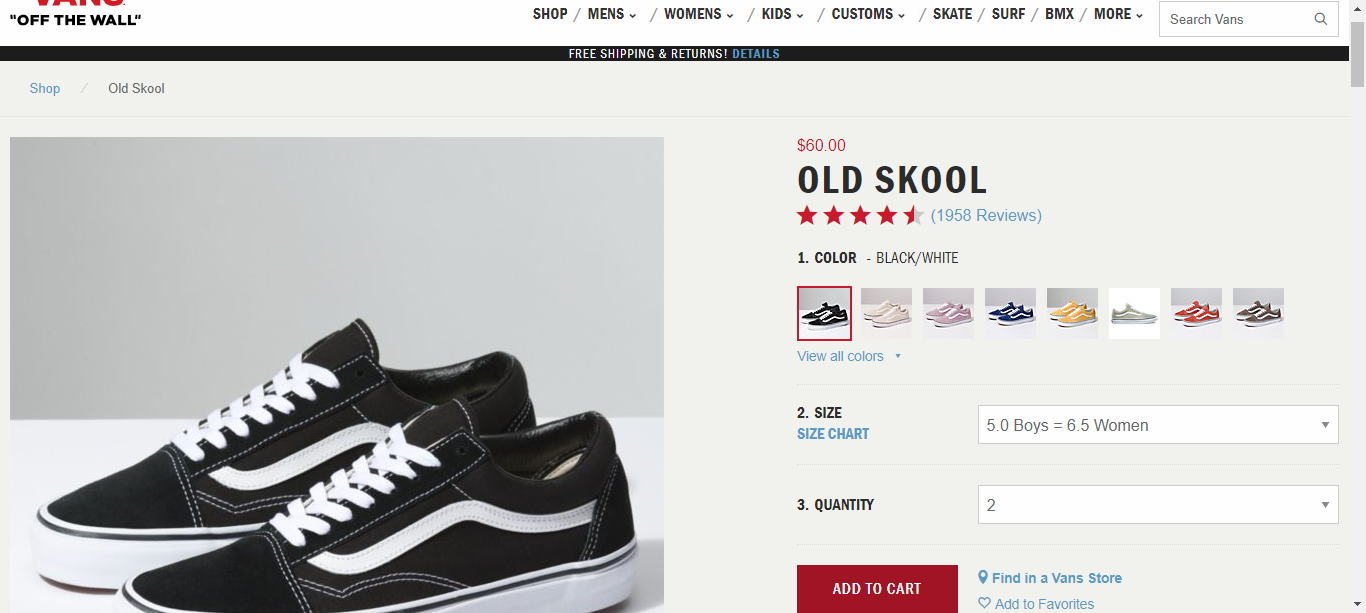 VANS
"OFF THE WALL"
SHOP / MENS / WOMENS / KIDS / CUSTOMS / SKATE / SURF / BMX / MORE
Search Vans
FREE SHIPPING & RETURNS! DETAILS
Shop / Old Skool
$60.00
OLD SKOOL
(1958 Reviews)
1. COLOR - BLACK/WHITE
View all colors
2. SIZE
SIZE CHART
5.0 Boys = 6.5 Women
3. QUANTITY
2
ADD TO CART
Find in a Vans Store
Add to Favorites